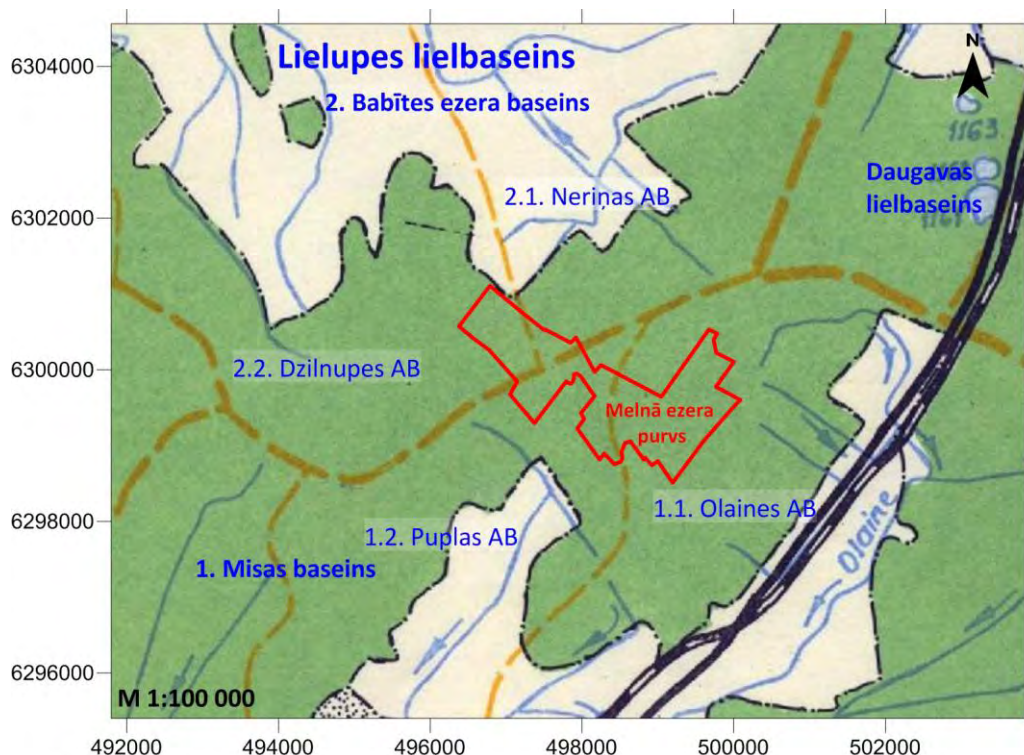 6304000
6302000
6300000
6298000
6296000
Lielupes lielbaseins
2. Babītes ezera baseins
N
1163
Daugavas
lielbaseins
2.1. Neriņas AB
2.2. Dzilnupes AB
Melnā ezera
purvs
1.1. Olaines AB
1.2. Puplas AB
1. Misas baseins
Olaine
M 1:100 000
492000
494000
496000
498000
500000
502000